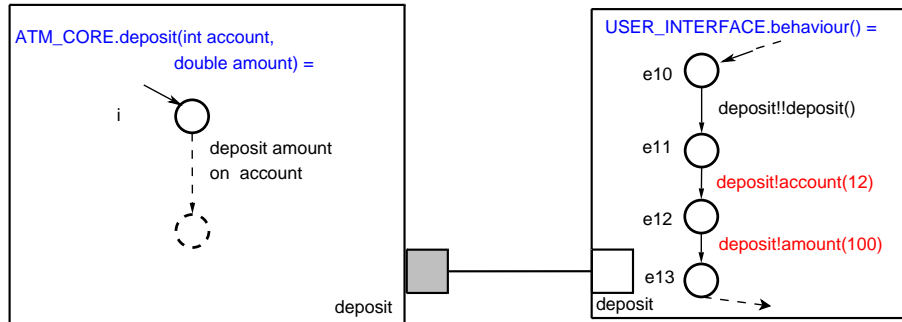 ATM_CORE.deposit(int account,
double amount) =
i
deposit amount
on account
deposit
USER_INTERFACE.behaviour() =
e10
deposit!!deposit()
e11
deposit!account(12)
e12
deposit!amount(100)
e13
deposit